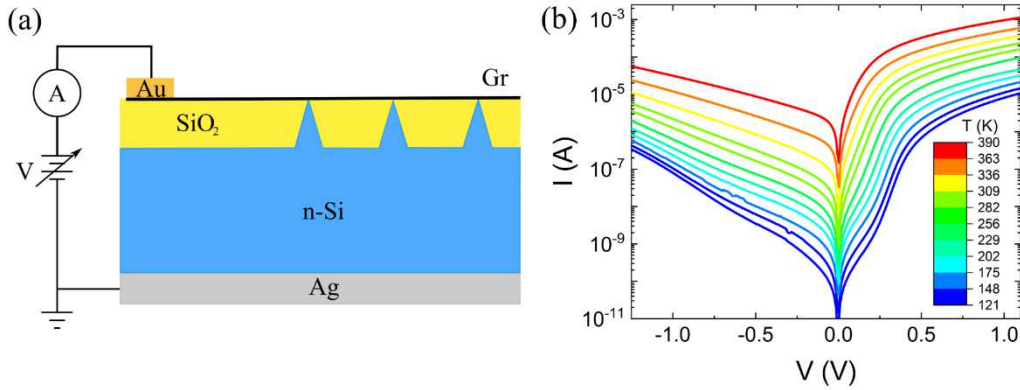 (a)
A
Au
Gr
SiO₂
V
n-Si
Ag
(b)
I (A)
10⁻³
10⁻⁵
10⁻⁷
10⁻⁹
10⁻¹¹
T (K)
390
363
336
309
282
256
229
202
175
148
121
-1.0
-0.5
0.0
0.5
1.0
V (V)